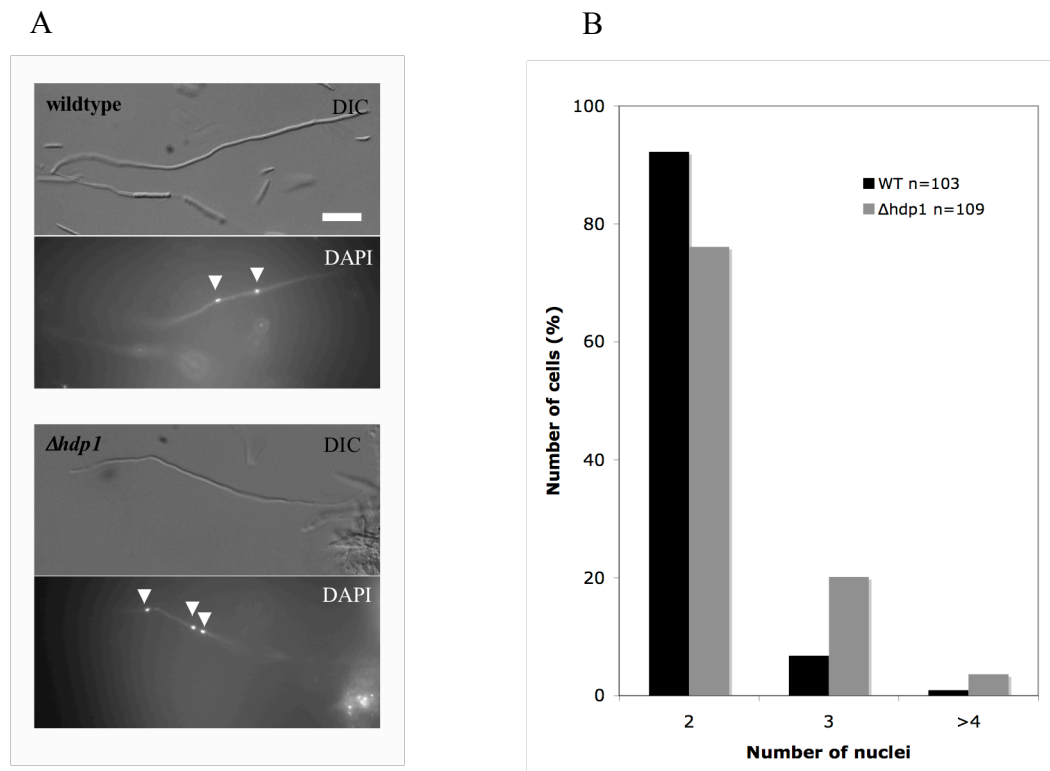 A
B
wildtype
DIC
DAPI
Δhdp1
DIC
DAPI
Number of cells (%)
100
80
60
40
20
0
WT n=103
Δhdp1 n=109
2
3
>4
Number of nuclei